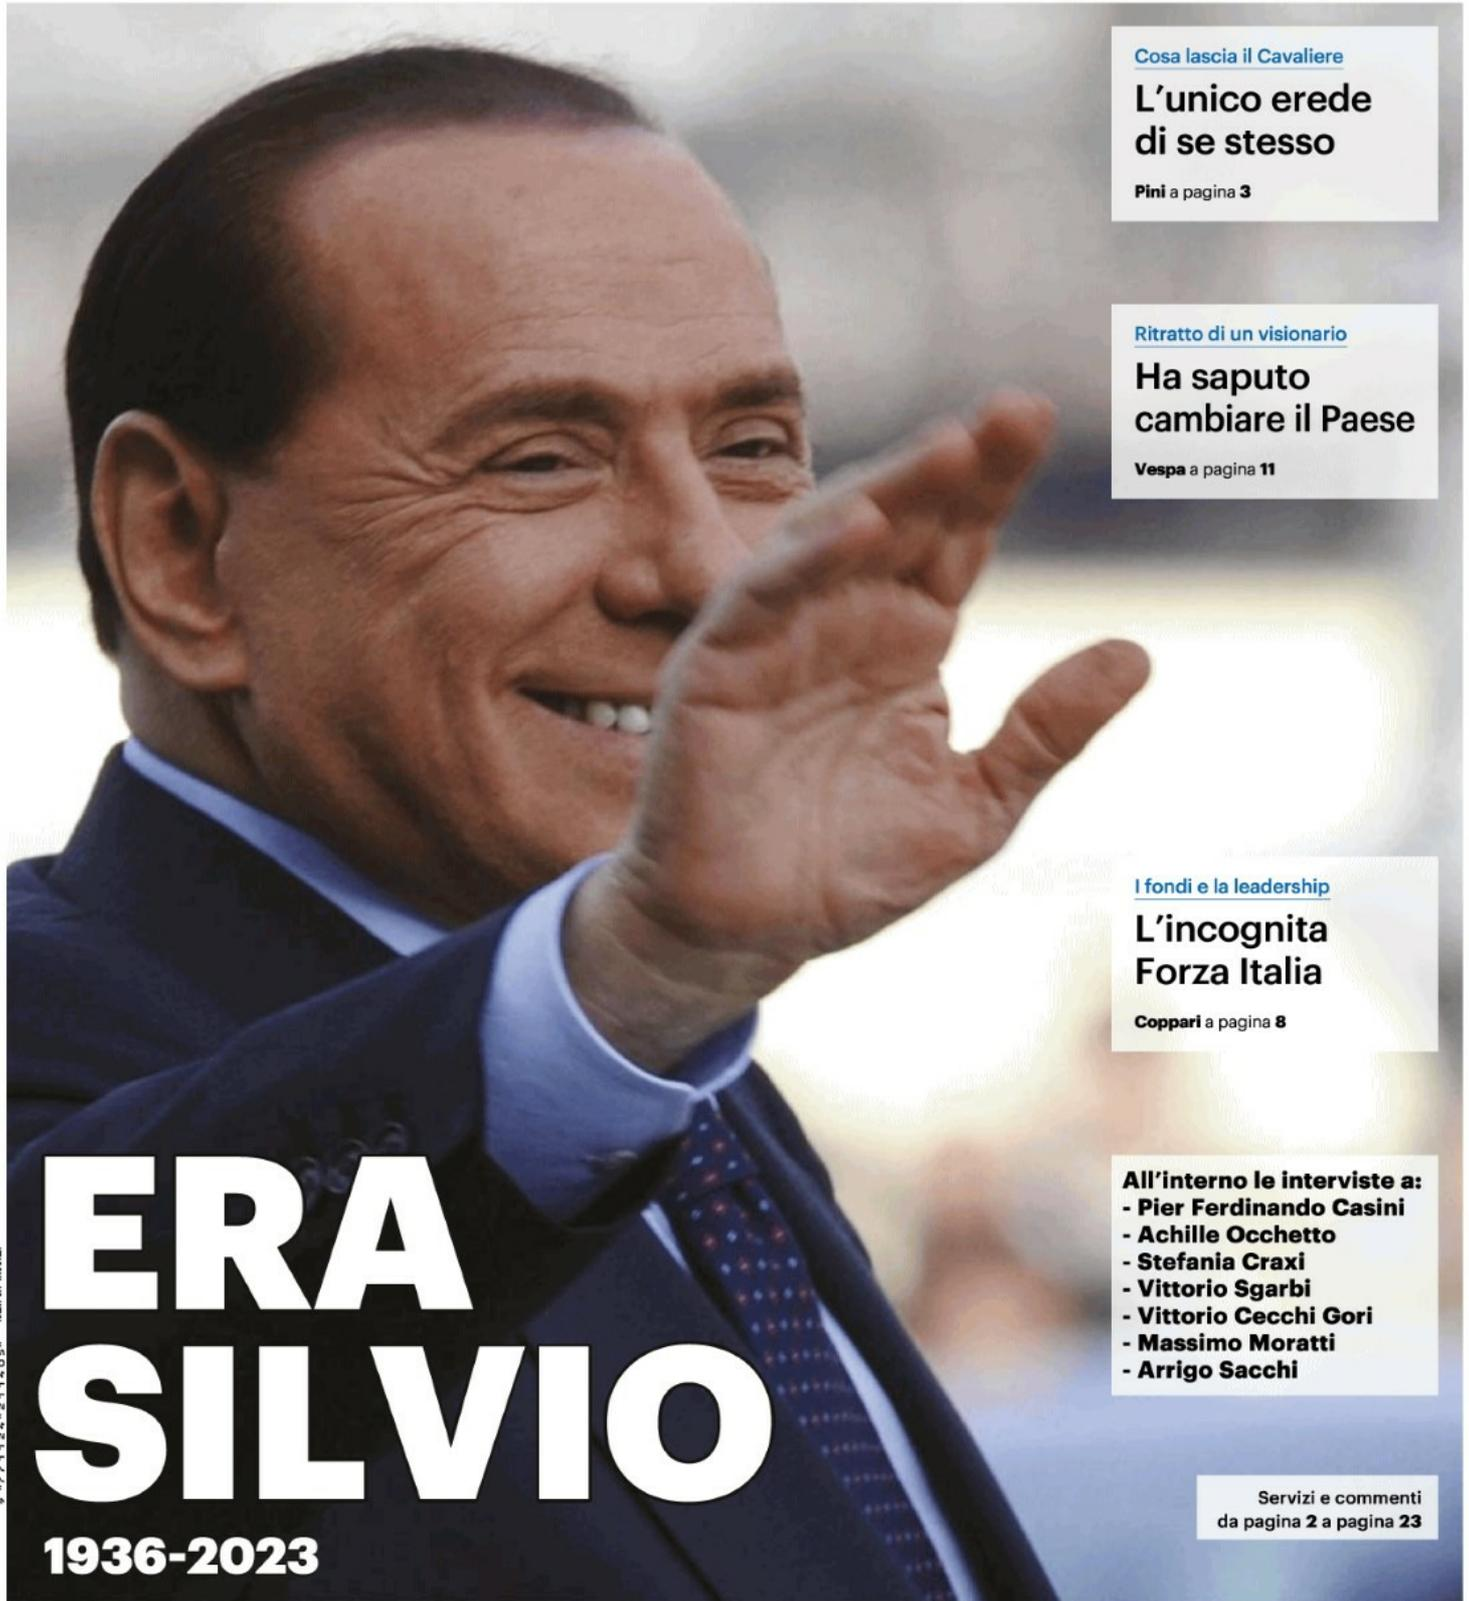 Cosa lascia il Cavaliere
L'unico erede
di se stesso
Pini a pagina 3
Ritratto di un visionario
Ha saputo
cambiare il Paese
Vespa a pagina 11
I fondi e la leadership
L'incognita
Forza Italia
Coppari a pagina 8
All'interno le interviste a:
- Pier Ferdinando Casini
- Achille Occhetto
- Stefania Craxi
- Vittorio Sgarbi
- Vittorio Cecchi Gori
- Massimo Moratti
- Arrigo Sacchi
Servizi e commenti
da pagina 2 a pagina 23
ERA
SILVIO
1936-2023